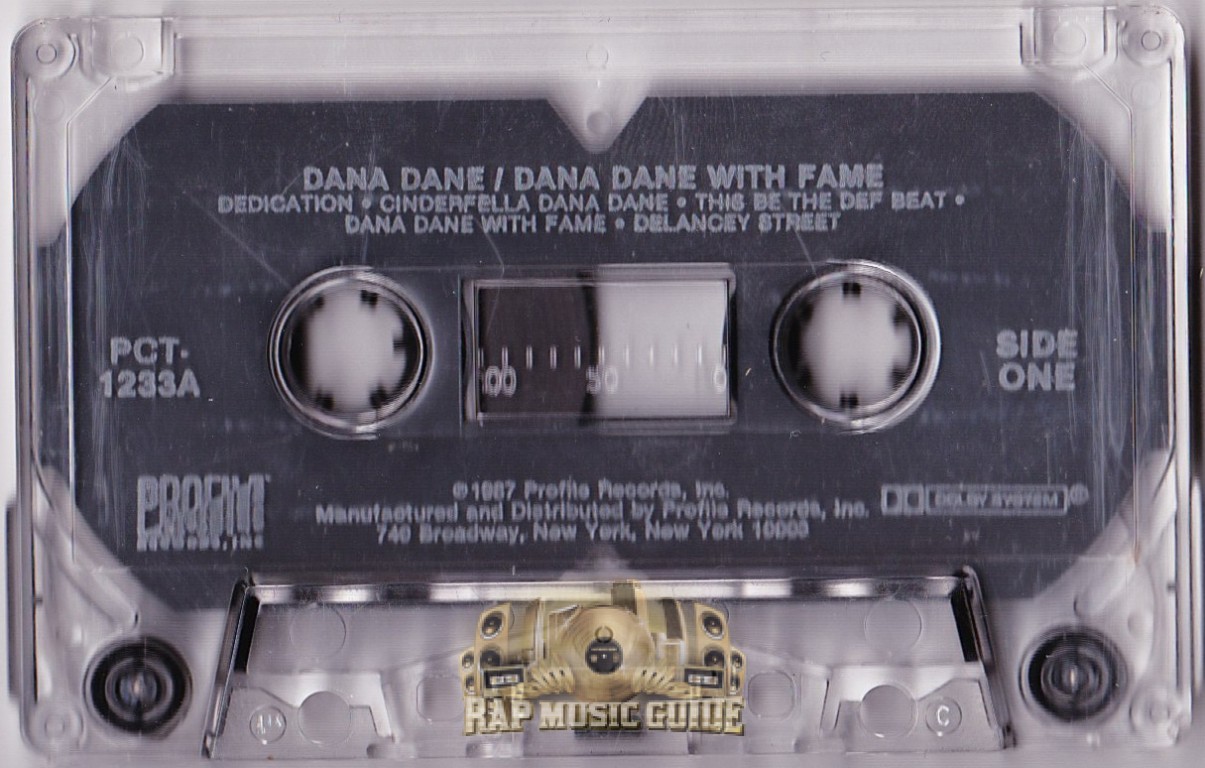 DANA DANE / DANA DANE WITH FAME
DEDICATION • CINDERFELLA DANA DANE • THIS BE THE DEF BEAT •
DANA DANE WITH FAME • DELANCEY STREET
PCT-
1233A
SIDE
ONE
100 50 0
PROFILE
RECORDS, INC
℗1987 Profile Records, Inc.
Manufactured and Distributed by Profile Records, Inc.
740 Broadway, New York, New York 10003
DOLBY SYSTEM®
C
RAP MUSIC GUIDE